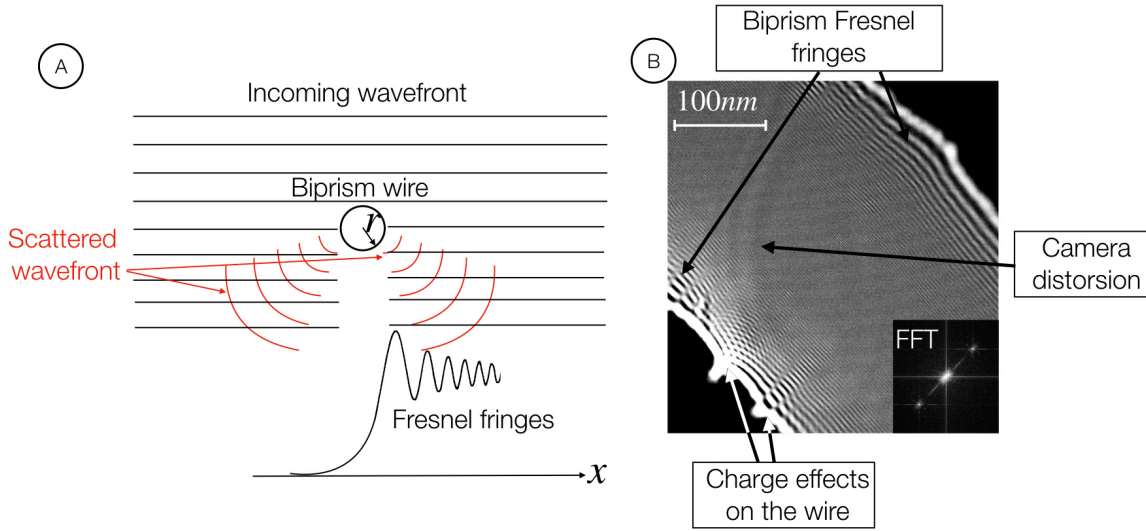 A
Incoming wavefront
Biprism wire
r
Scattered
wavefront
Fresnel fringes
x
Biprism Fresnel
fringes
B
100nm
Camera
distorsion
FFT
Charge effects
on the wire